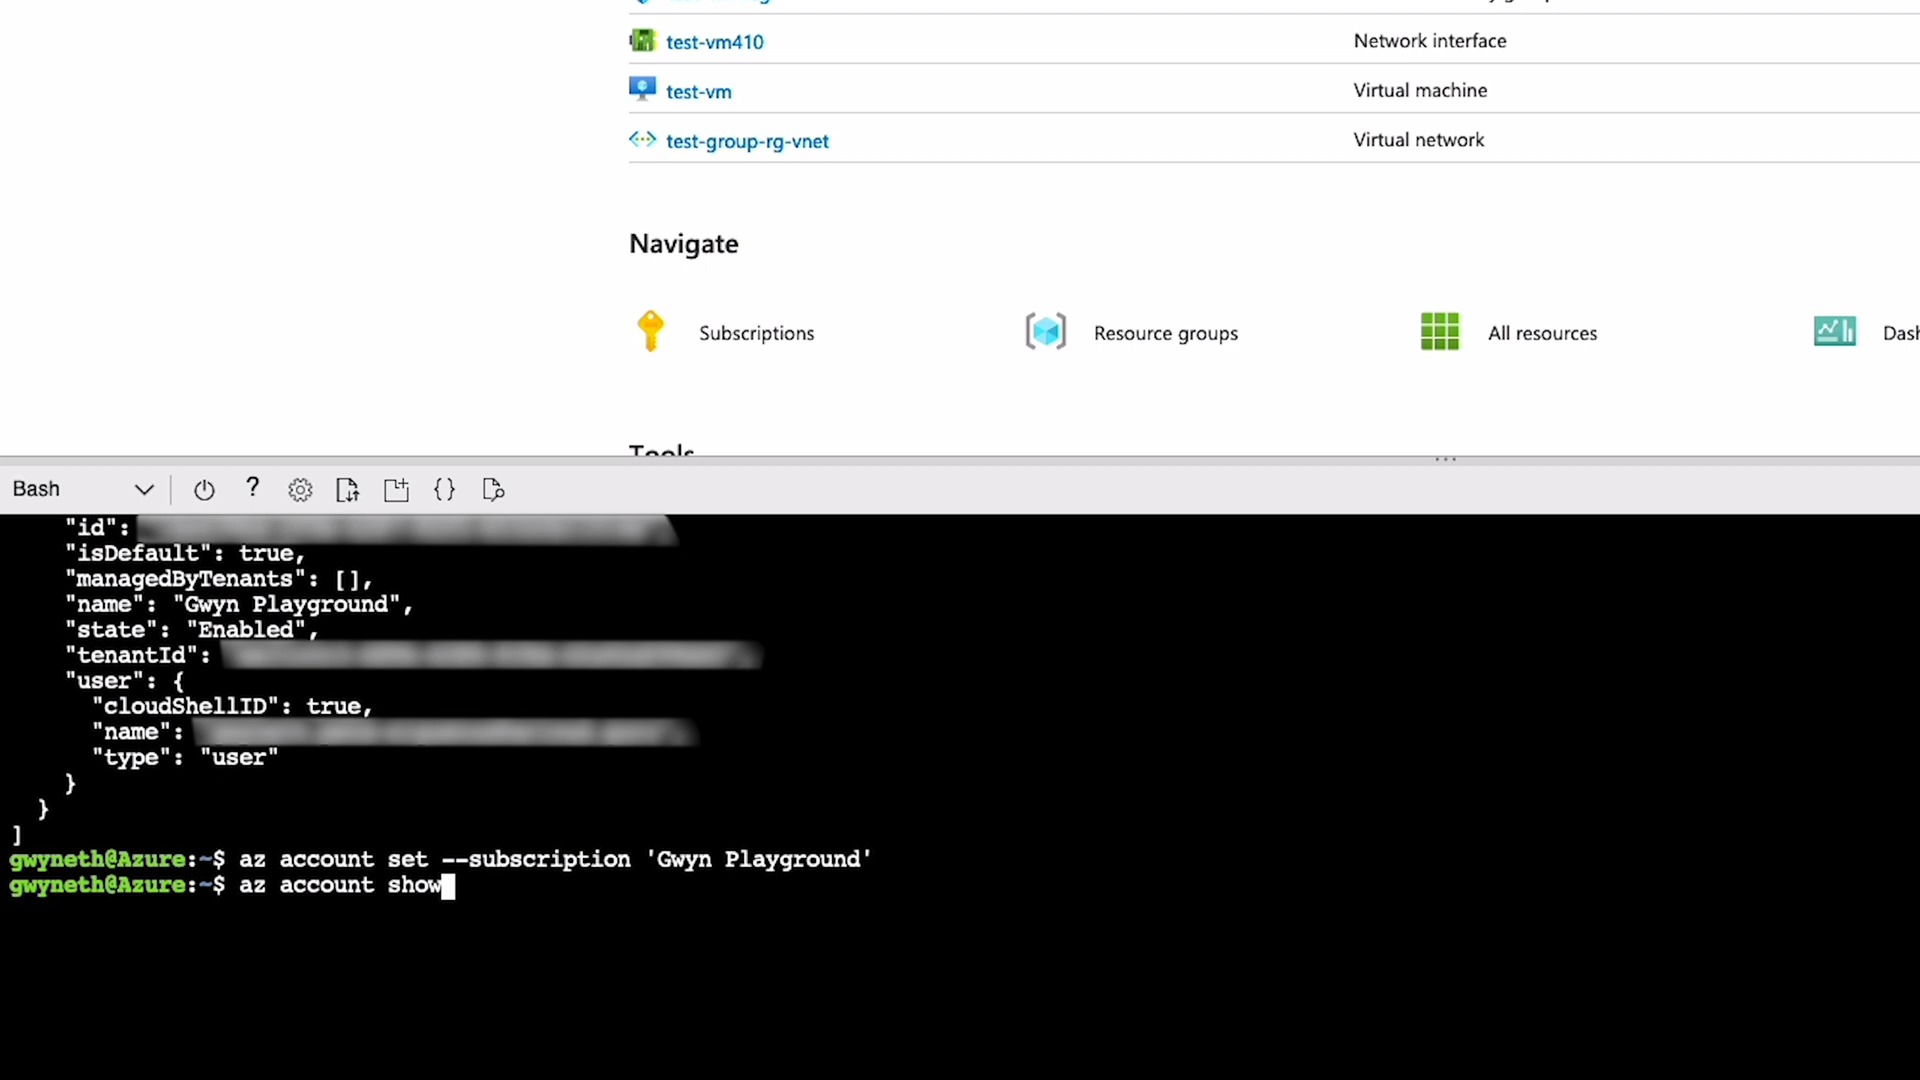 test-vm410 Network interface
test-vm Virtual machine
test-group-rg-vnet Virtual network
Navigate
Subscriptions Resource groups All resources Dash
Tools
Bash
"id":
"isDefault": true,
"managedByTenants": [],
"name": "Gwyn Playground",
"state": "Enabled",
"tenantId":
"user": {
"cloudShellID": true,
"name":
"type": "user"
}
}
]
gwyneth@Azure:~$ az account set --subscription 'Gwyn Playground'
gwyneth@Azure:~$ az account show